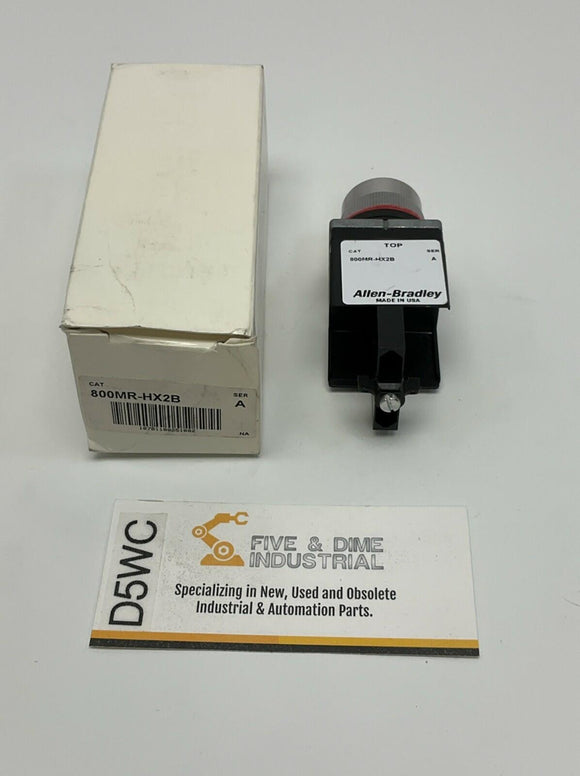 CAT
800MR-HX2B
SER
A
NA
TOP
CAT
SER
800MR-HX2B
A
Allen-Bradley
MADE IN USA
D5WC
FIVE & DIME
INDUSTRIAL
Specializing in New, Used and Obsolete
Industrial & Automation Parts.